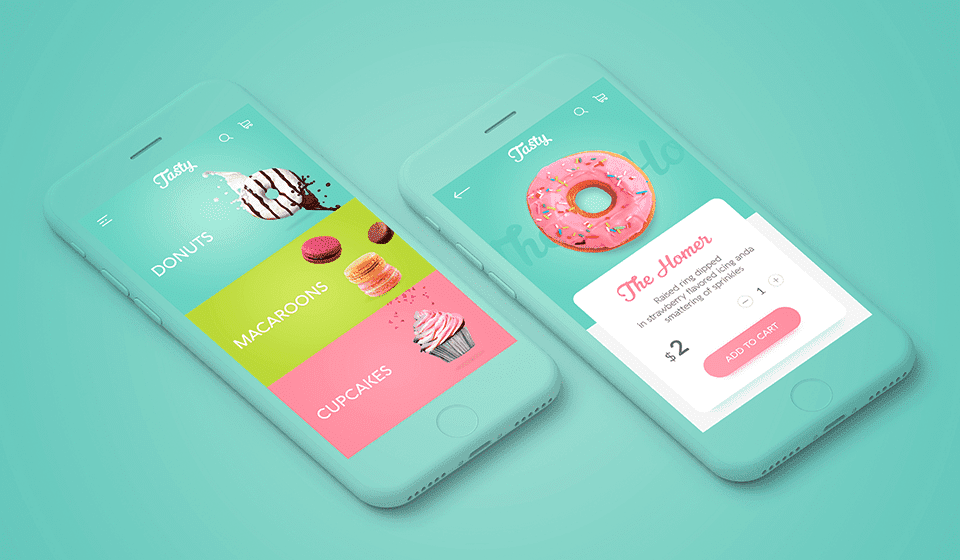 Tasty
DONUTS
MACAROONS
CUPCAKES
Tasty
The Ho
The Homer
Raised ring dipped
in strawberry flavored icing anda
smattering of sprinkles
1
$2
ADD TO CART